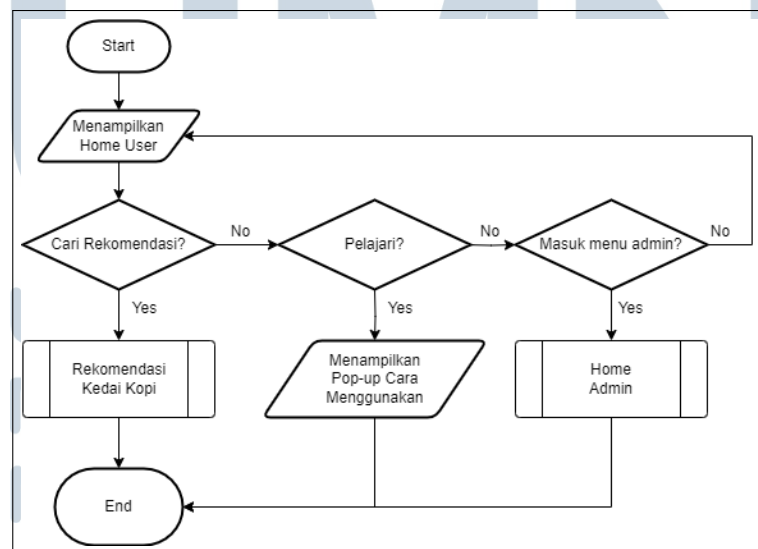 Start
Menampilkan
Home User
Cari Rekomendasi?
No
Pelajari?
No
Masuk menu admin?
No
Yes
Yes
Yes
Rekomendasi
Kedai Kopi
Menampilkan
Pop-up Cara
Menggunakan
Home
Admin
End